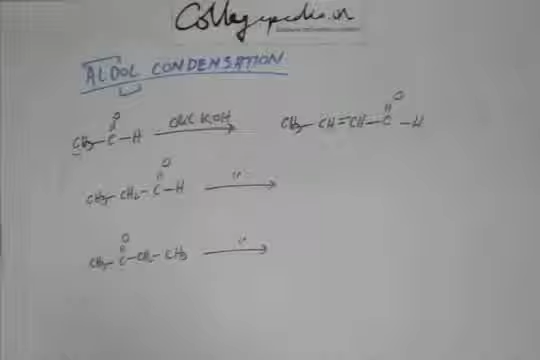 Collegepedia.in
ALDOL CONDENSATION
CH3-C-H dil KOH CH3-CH=CH-C-H
O O
CH3-CH2-C-H "
O
CH3-C-CH2-CH3 "
O